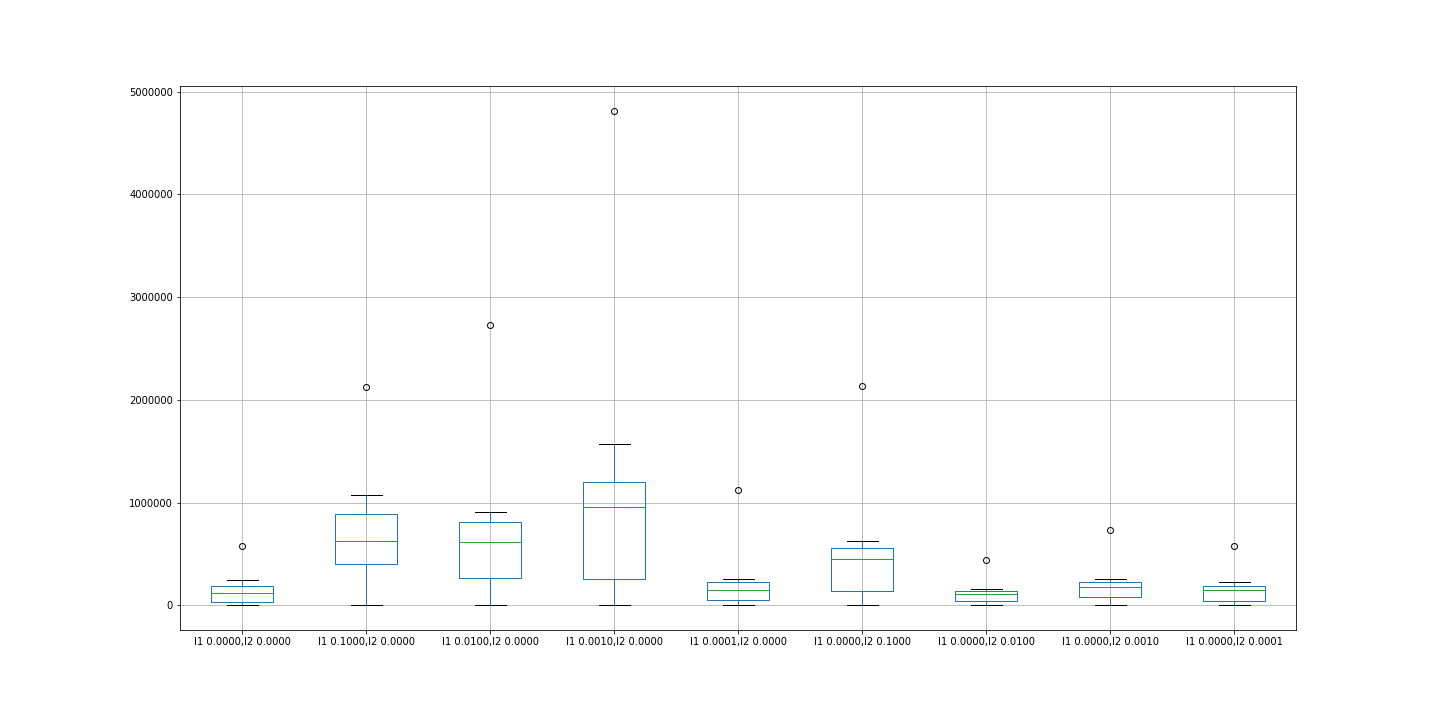 5000000
4000000
3000000
2000000
1000000
0
l1 0.0000,l2 0.0000
l1 0.1000,l2 0.0000
l1 0.0100,l2 0.0000
l1 0.0010,l2 0.0000
l1 0.0001,l2 0.0000
l1 0.0000,l2 0.1000
l1 0.0000,l2 0.0100
l1 0.0000,l2 0.0010
l1 0.0000,l2 0.0001